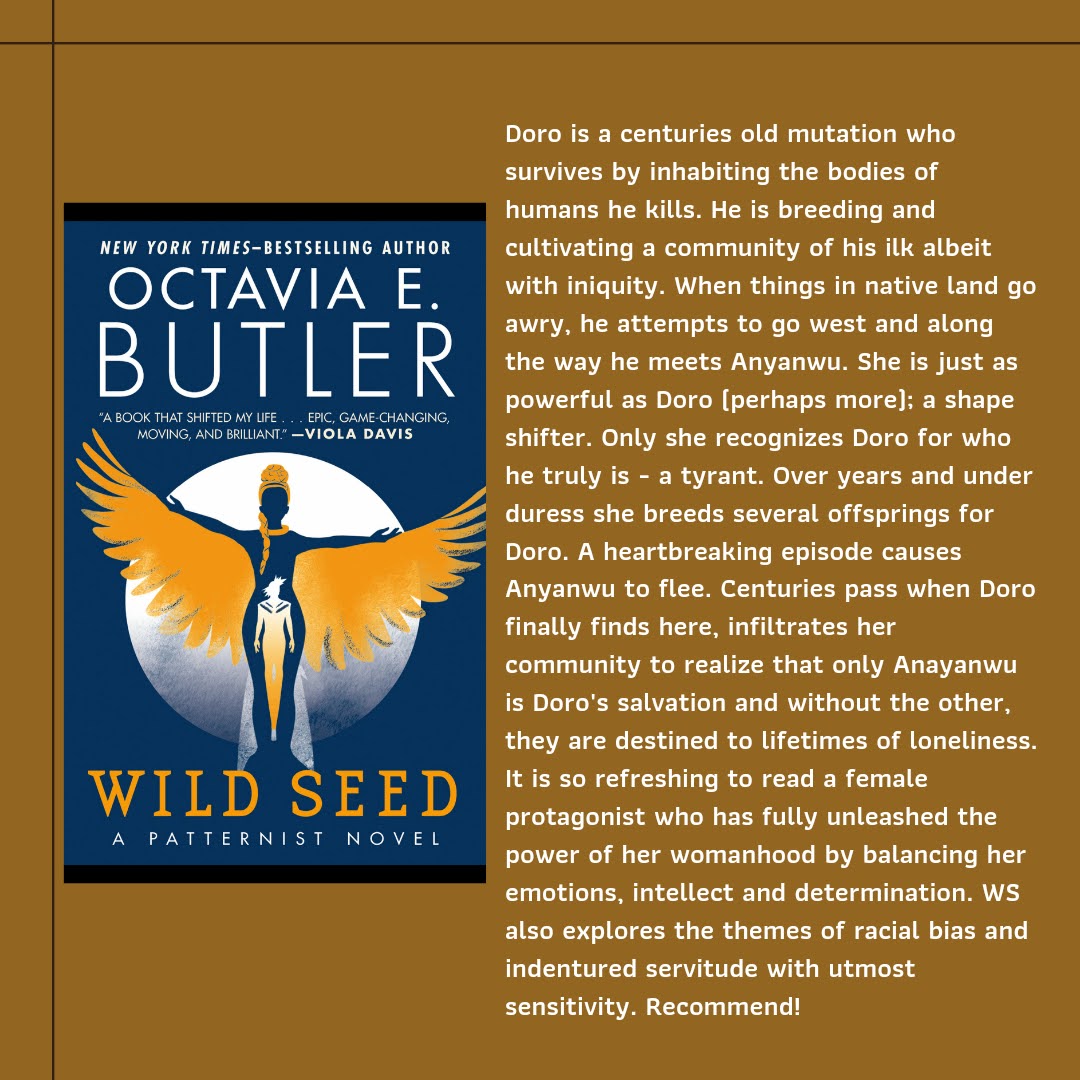 NEW YORK TIMES–BESTSELLING AUTHOR
OCTAVIA E.
BUTLER
"A BOOK THAT SHIFTED MY LIFE . . . EPIC, GAME-CHANGING,
MOVING, AND BRILLIANT." —VIOLA DAVIS
WILD SEED
A PATTERNIST NOVEL
Doro is a centuries old mutation who
survives by inhabiting the bodies of
humans he kills. He is breeding and
cultivating a community of his ilk albeit
with iniquity. When things in native land go
awry, he attempts to go west and along
the way he meets Anyanwu. She is just as
powerful as Doro (perhaps more); a shape
shifter. Only she recognizes Doro for who
he truly is - a tyrant. Over years and under
duress she breeds several offsprings for
Doro. A heartbreaking episode causes
Anyanwu to flee. Centuries pass when Doro
finally finds here, infiltrates her
community to realize that only Anayanwu
is Doro's salvation and without the other,
they are destined to lifetimes of loneliness.
It is so refreshing to read a female
protagonist who has fully unleashed the
power of her womanhood by balancing her
emotions, intellect and determination. WS
also explores the themes of racial bias and
indentured servitude with utmost
sensitivity. Recommend!